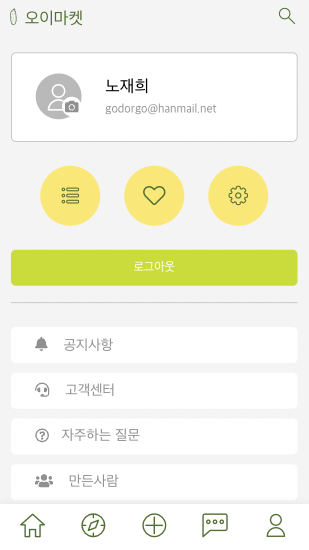 오이마켓
노재희
godorgo@hanmail.net
로그아웃
공지사항
고객센터
자주하는 질문
만든사람